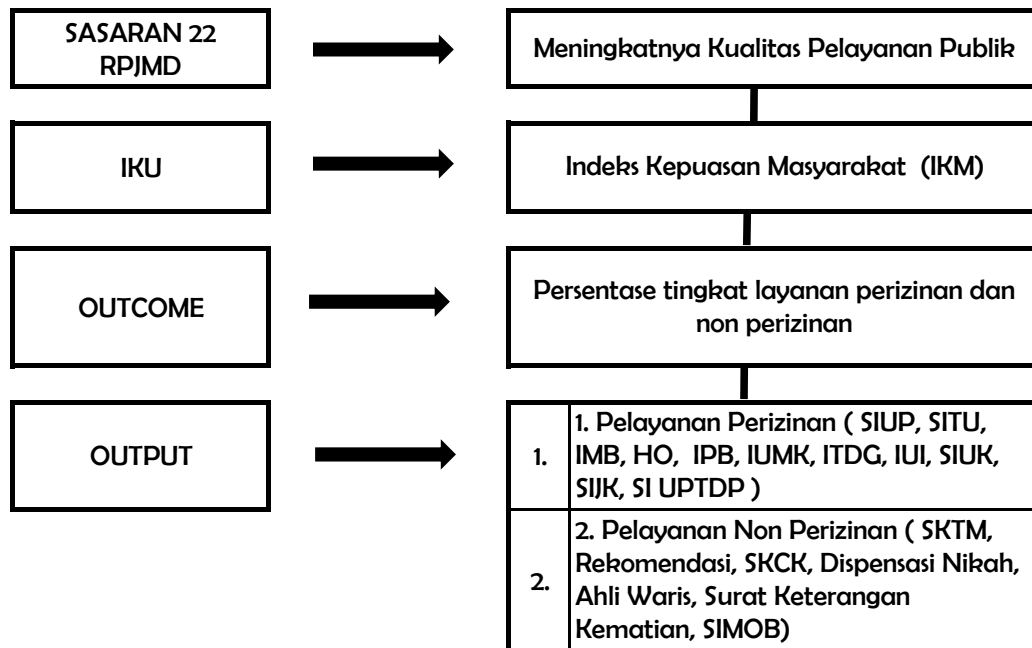 SASARAN 22
RPJMD
Meningkatnya Kualitas Pelayanan Publik
IKU
Indeks Kepuasan Masyarakat (IKM)
OUTCOME
Persentase tingkat layanan perizinan dan
non perizinan
OUTPUT
1.
1. Pelayanan Perizinan ( SIUP, SITU,
IMB, HO, IPB, IUMK, ITDG, IUI, SIUK,
SIJK, SI UPTDP )
2.
2. Pelayanan Non Perizinan ( SKTM,
Rekomendasi, SKCK, Dispensasi Nikah,
Ahli Waris, Surat Keterangan
Kematian, SIMOB)